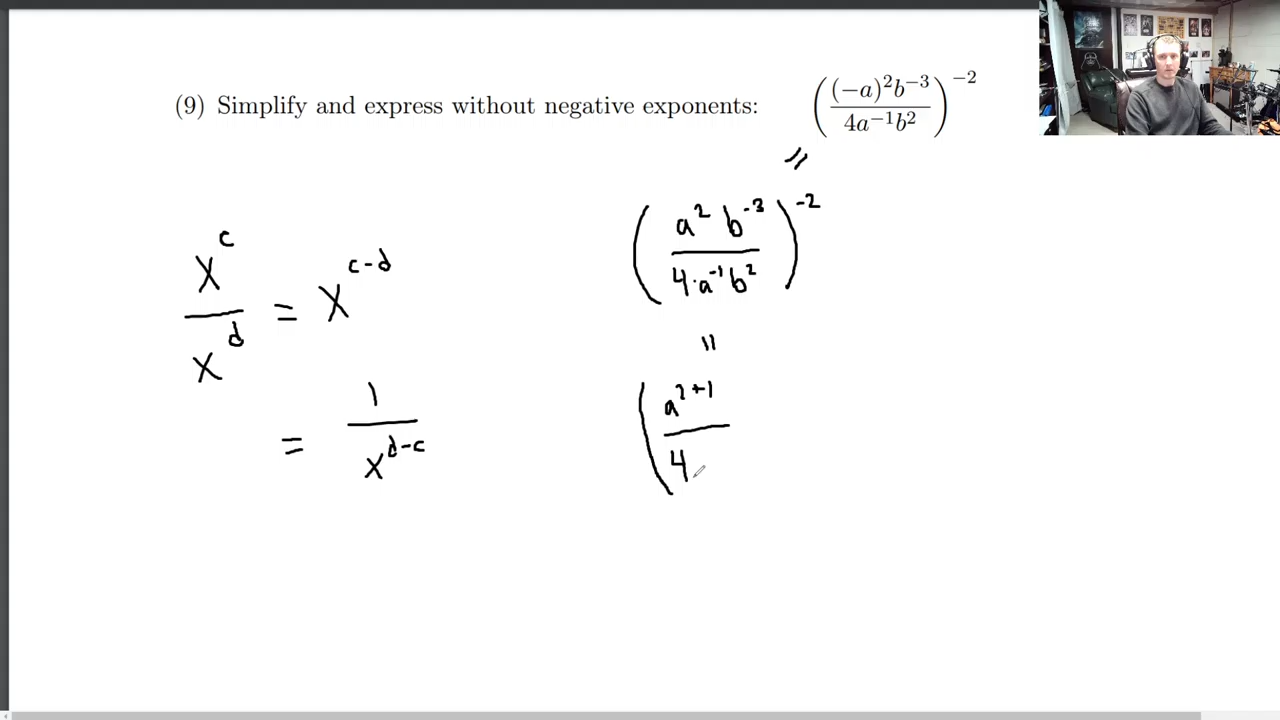 (9) Simplify and express without negative exponents: ((−a)²b⁻³ / 4a⁻¹b²)⁻²
=
(a² b⁻³ / 4·a⁻¹b²)⁻²
x^c / x^d = x^(c-d)
=
= 1 / x^(d-c)
(a^(2+1) / 4